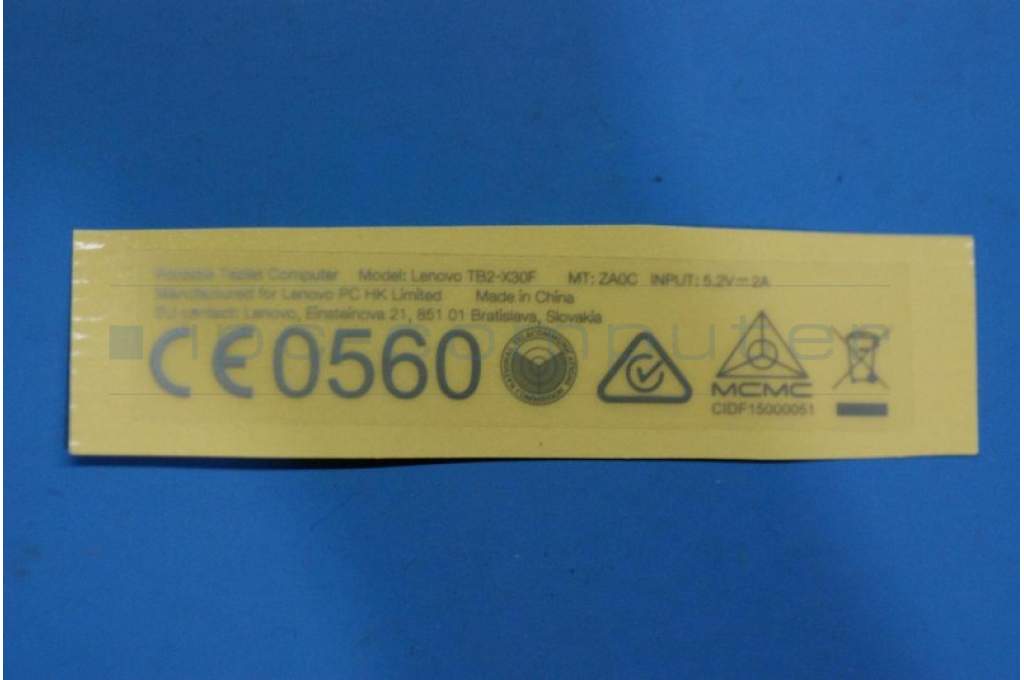 Portable Tablet Computer Model: Lenovo TB2-X30F MT: ZA0C INPUT: 5.2V⎓2A
Manufactured for Lenovo PC HK Limited Made in China
EU contact: Lenovo, Einsteinova 21, 851 01 Bratislava, Slovakia
CE0560
MCMC
CIDF15000051